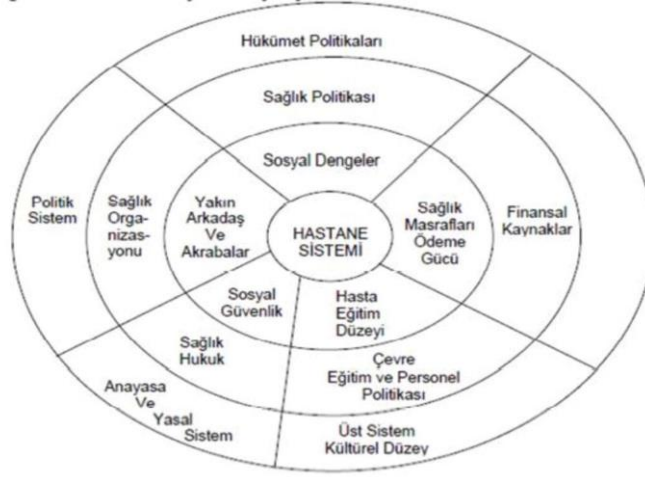 Hükümet Politikaları
Sağlık Politikası
Sosyal Dengeler
Politik
Sistem
Sağlık
Orga-
nizas-
yonu
Yakın
Arkadaş
Ve
Akrabalar
HASTANE
SİSTEMİ
Sağlık
Masrafları
Ödeme
Gücü
Finansal
Kaynaklar
Sosyal
Güvenlik
Hasta
Eğitim
Düzeyi
Sağlık
Hukuk
Çevre
Eğitim ve Personel
Politikası
Anayasa
Ve
Yasal
Sistem
Üst Sistem
Kültürel Düzey